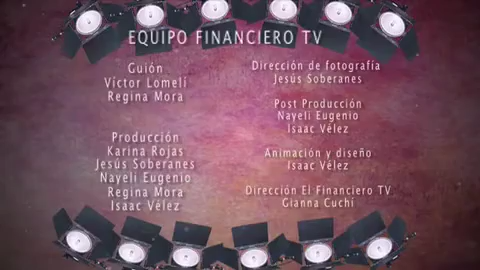 EQUIPO FINANCIERO TV
Guión
Víctor Lomelí
Regina Mora
Producción
Karina Rojas
Jesús Soberanes
Nayeli Eugenio
Regina Mora
Isaac Vélez
Dirección de fotografía
Jesús Soberanes
Post Producción
Nayeli Eugenio
Isaac Vélez
Animación y diseño
Isaac Vélez
Dirección El Financiero TV
Gianna Cuchí